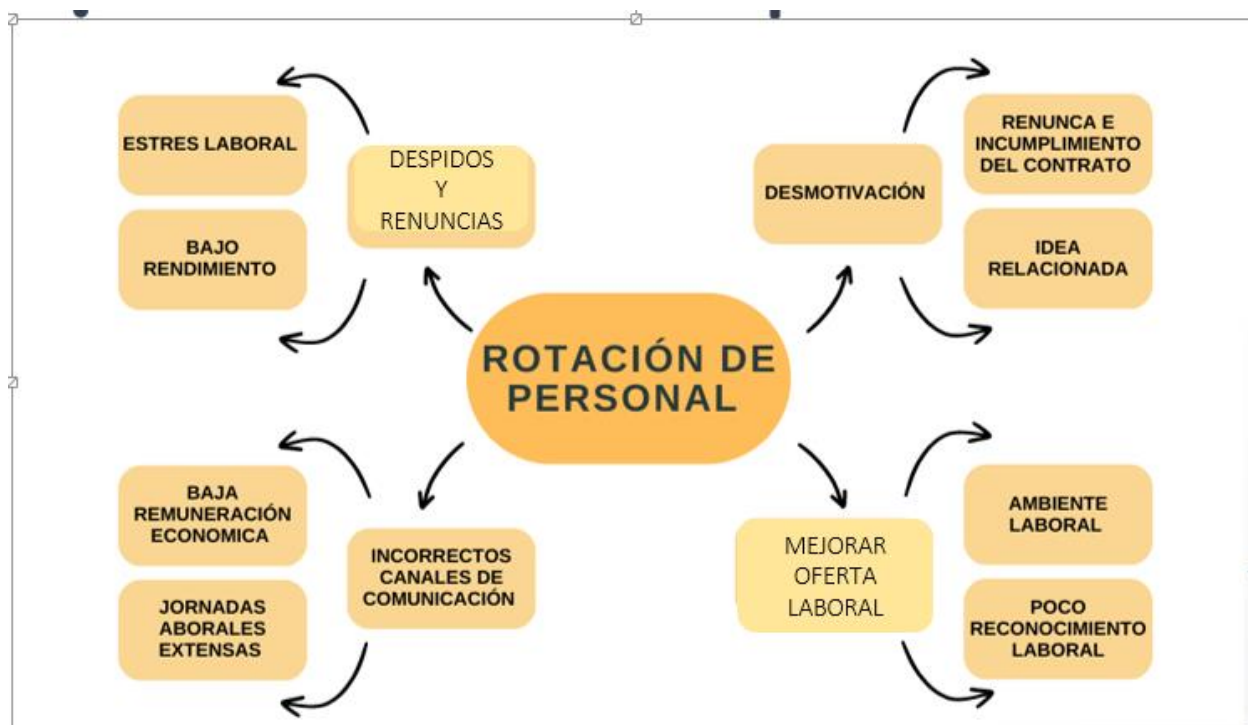 ESTRES LABORAL
BAJO
RENDIMIENTO
DESPIDOS
Y
RENUNCIAS
DESMOTIVACIÓN
RENUNCA E
INCUMPLIMIENTO
DEL CONTRATO
IDEA
RELACIONADA
ROTACIÓN DE
PERSONAL
BAJA
REMUNERACIÓN
ECONOMICA
JORNADAS
ABORALES
EXTENSAS
INCORRECTOS
CANALES DE
COMUNICACIÓN
MEJORAR
OFERTA
LABORAL
AMBIENTE
LABORAL
POCO
RECONOCIMIENTO
LABORAL